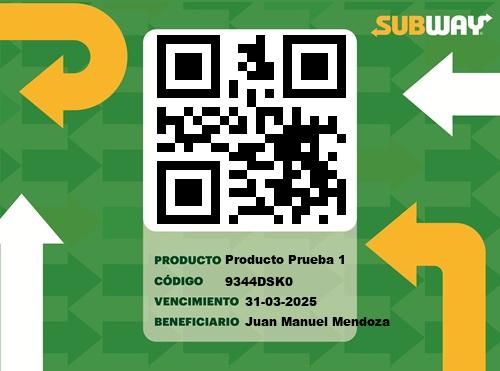 SUBWAY
PRODUCTO Producto Prueba 1
CÓDIGO 9344DSK0
VENCIMIENTO 31-03-2025
BENEFICIARIO Juan Manuel Mendoza